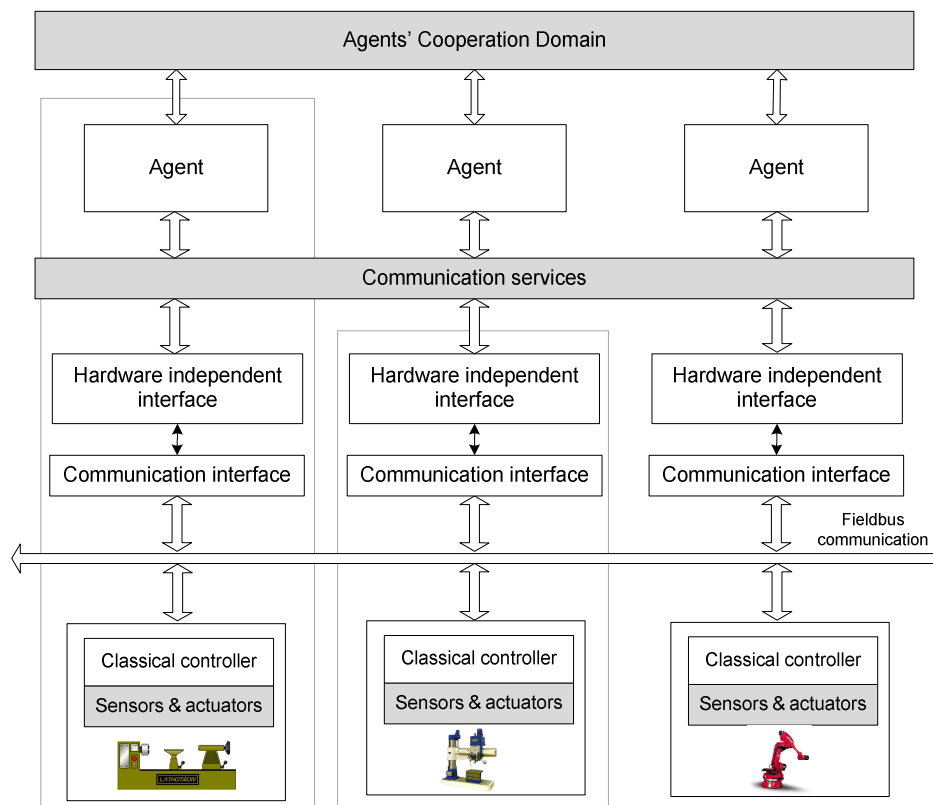 Agents' Cooperation Domain
Agent
Agent
Agent
Communication services
Hardware independent
interface
Hardware independent
interface
Hardware independent
interface
Communication interface
Communication interface
Communication interface
Fieldbus
communication
Classical controller
Sensors & actuators
Classical controller
Sensors & actuators
Classical controller
Sensors & actuators
LATHOTRON